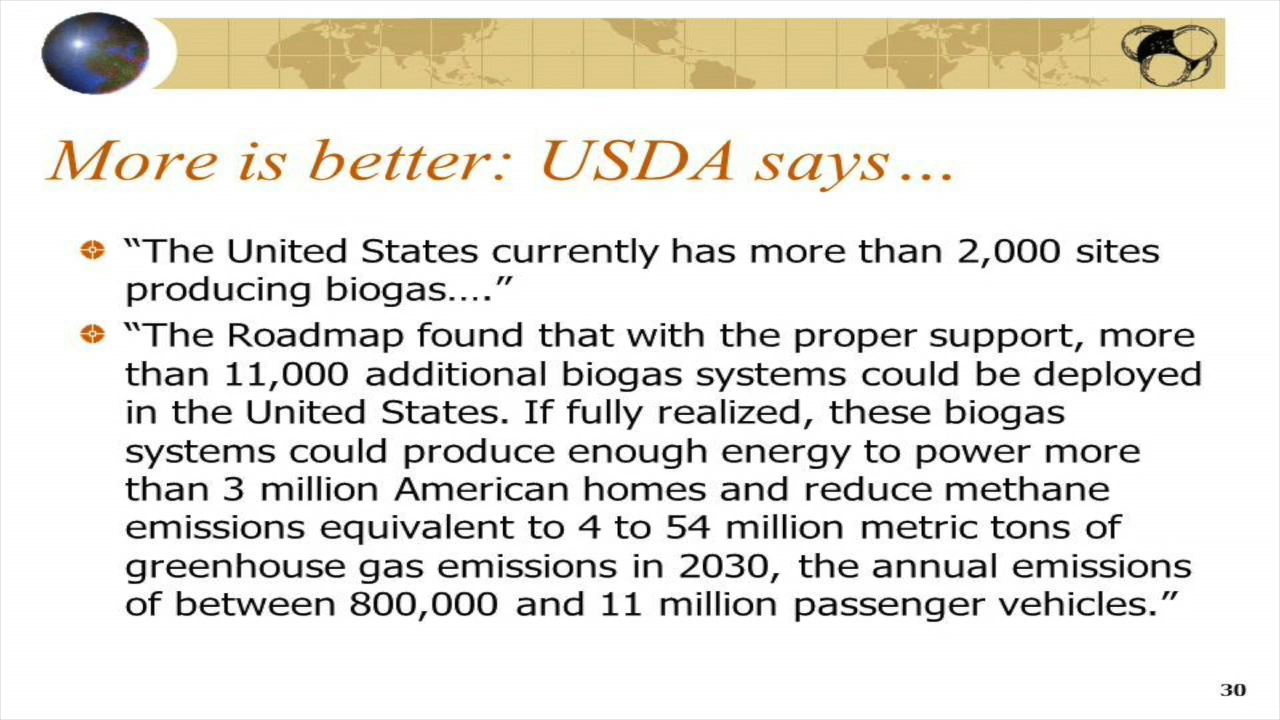 More is better: USDA says…
“The United States currently has more than 2,000 sites
producing biogas….”
“The Roadmap found that with the proper support, more
than 11,000 additional biogas systems could be deployed
in the United States. If fully realized, these biogas
systems could produce enough energy to power more
than 3 million American homes and reduce methane
emissions equivalent to 4 to 54 million metric tons of
greenhouse gas emissions in 2030, the annual emissions
of between 800,000 and 11 million passenger vehicles.”
30